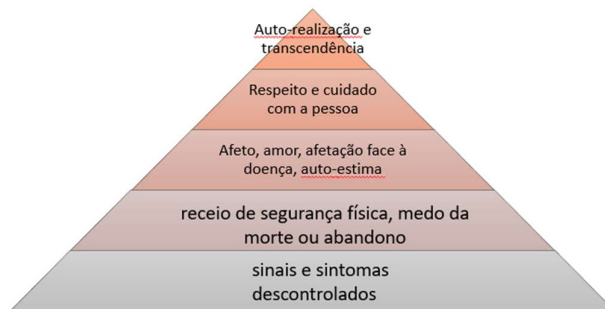 Auto-realização e
transcendência
Respeito e cuidado
com a pessoa
Afeto, amor, afetação face à
doença, auto-estima
receio de segurança física, medo da
morte ou abandono
sinais e sintomas
descontrolados